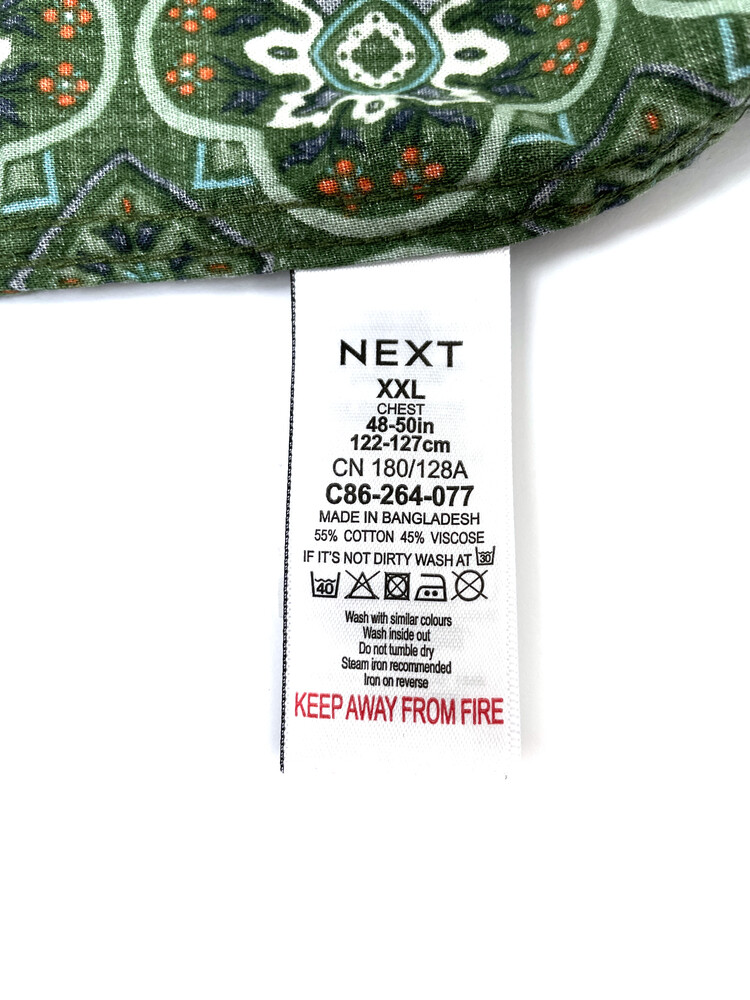 NEXT
XXL
CHEST
48-50in
122-127cm
CN 180/128A
C86-264-077
MADE IN BANGLADESH
55% COTTON 45% VISCOSE
IF IT'S NOT DIRTY WASH AT 30
40
Wash with similar colours
Wash inside out
Do not tumble dry
Steam iron recommended
Iron on reverse
KEEP AWAY FROM FIRE